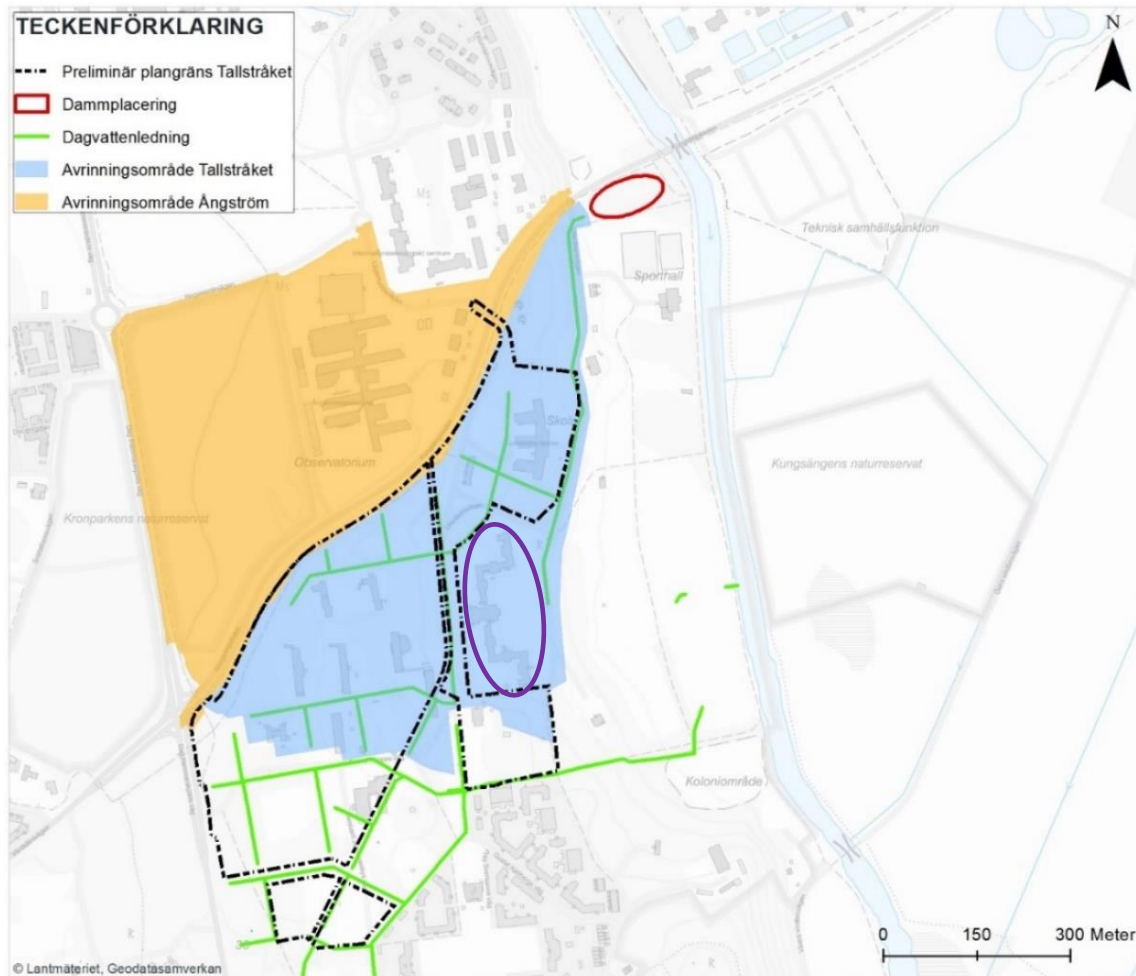 TECKENFÖRKLARING
Preliminär plangräns Tallstråket
Dammplacering
Dagvattenledning
Avrinningsområde Tallstråket
Avrinningsområde Ångström
N
Teknisk samhällsfunktion
Sporthall
Observatorium
Kronparkens naturreservat
Kungsängens naturreservat
Koloniområde
0 150 300 Meter
© Lantmäteriet, Geodatasamverkan